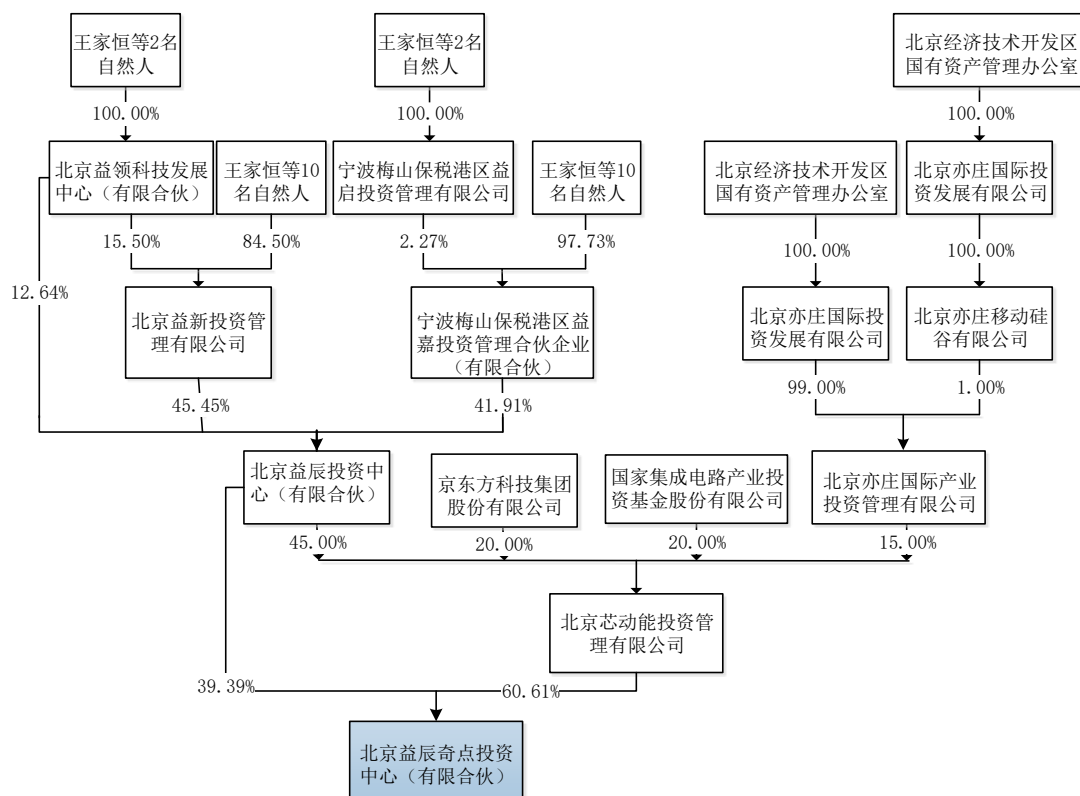 王家恒等2名
自然人
王家恒等2名
自然人
北京经济技术开发区
国有资产管理办公室
100.00%
100.00%
100.00%
北京益领科技发展
中心（有限合伙）
王家恒等10
名自然人
宁波梅山保税港区益
启投资管理有限公司
王家恒等10
名自然人
北京经济技术开发区
国有资产管理办公室
北京亦庄国际投
资发展有限公司
15.50%
84.50%
2.27%
97.73%
100.00%
100.00%
12.64%
北京益新投资管
理有限公司
宁波梅山保税港区益
嘉投资管理合伙企业
（有限合伙）
北京亦庄国际投
资发展有限公司
北京亦庄移动硅
谷有限公司
45.45%
41.91%
99.00%
1.00%
北京益辰投资中
心（有限合伙）
京东方科技集团
股份有限公司
国家集成电路产业投
资基金股份有限公司
北京亦庄国际产业
投资管理有限公司
45.00%
20.00%
20.00%
15.00%
北京芯动能投资管
理有限公司
39.39%
60.61%
北京益辰奇点投资
中心（有限合伙）